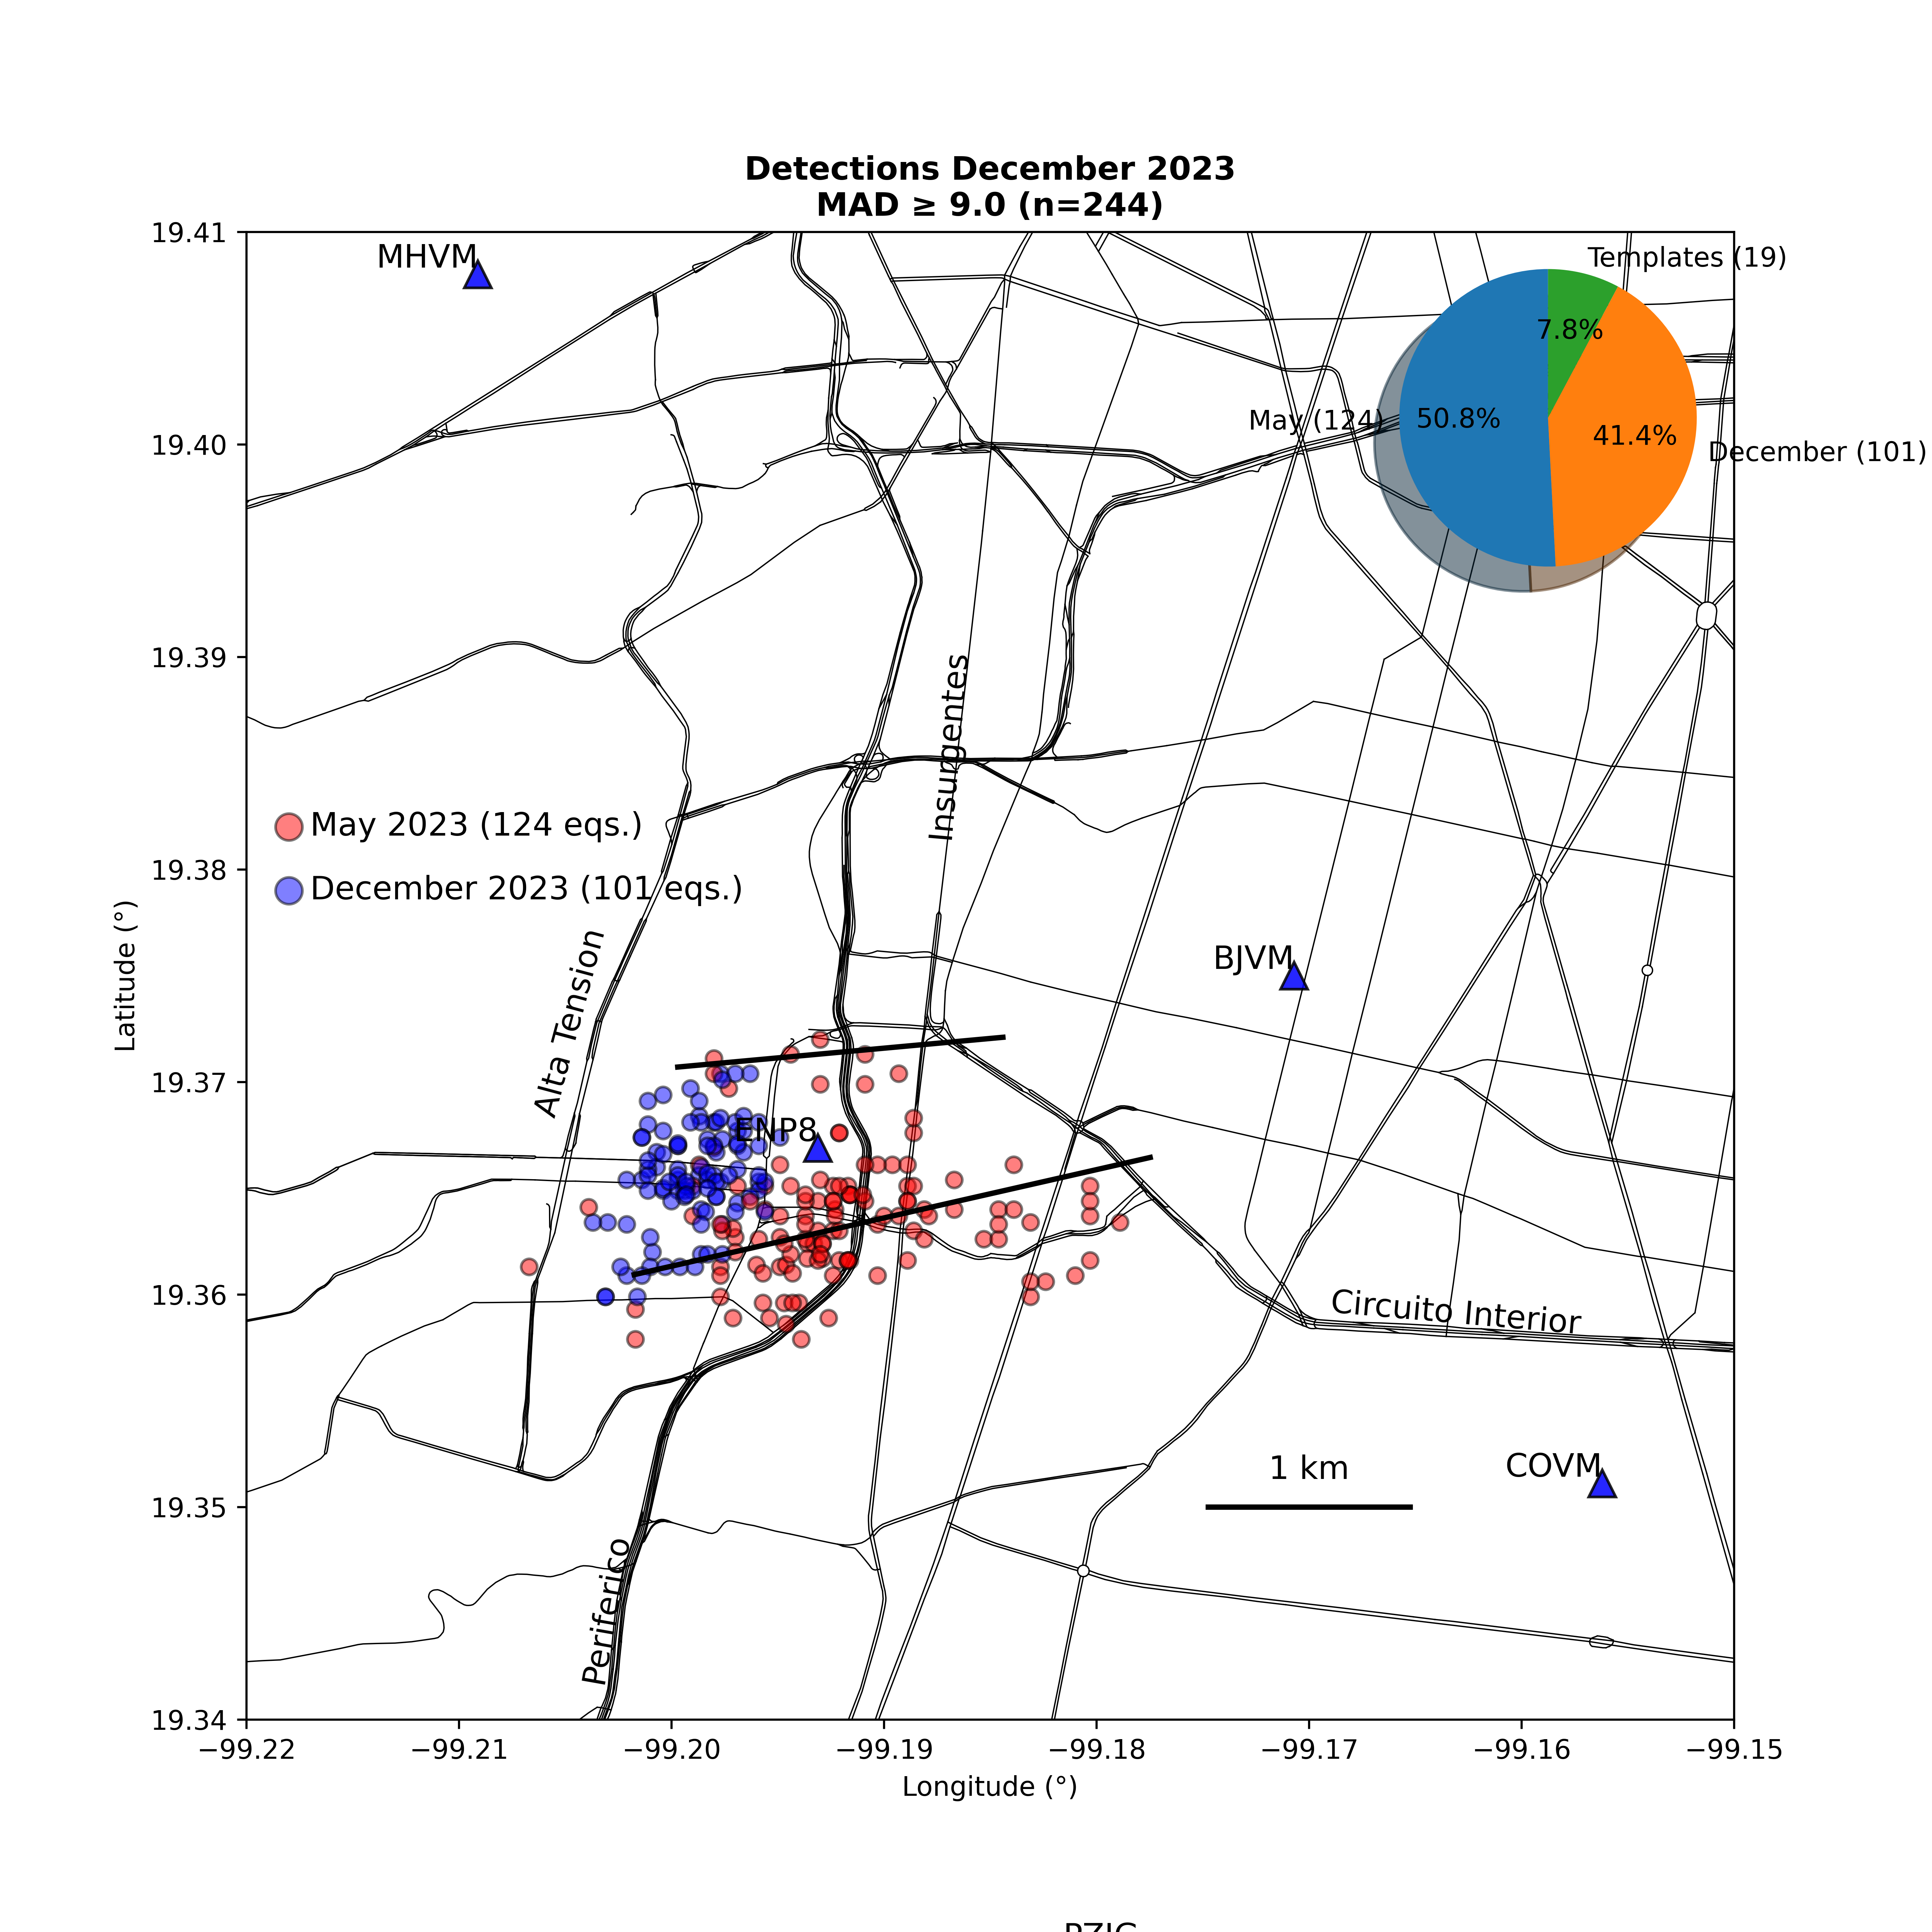 Detections December 2023
MAD ≥ 9.0 (n=244)
19.41
19.40
19.39
19.38
19.37
19.36
19.35
19.34
Latitude (°)
MHVM
Templates (19)
7.8%
May (124)
50.8%
41.4%
December (101)
Insurgentes
May 2023 (124 eqs.)
December 2023 (101 eqs.)
Alta Tension
BJVM
ENP8
Circuito Interior
1 km
COVM
Periferico
−99.22
−99.21
−99.20
−99.19
−99.18
−99.17
−99.16
−99.15
Longitude (°)